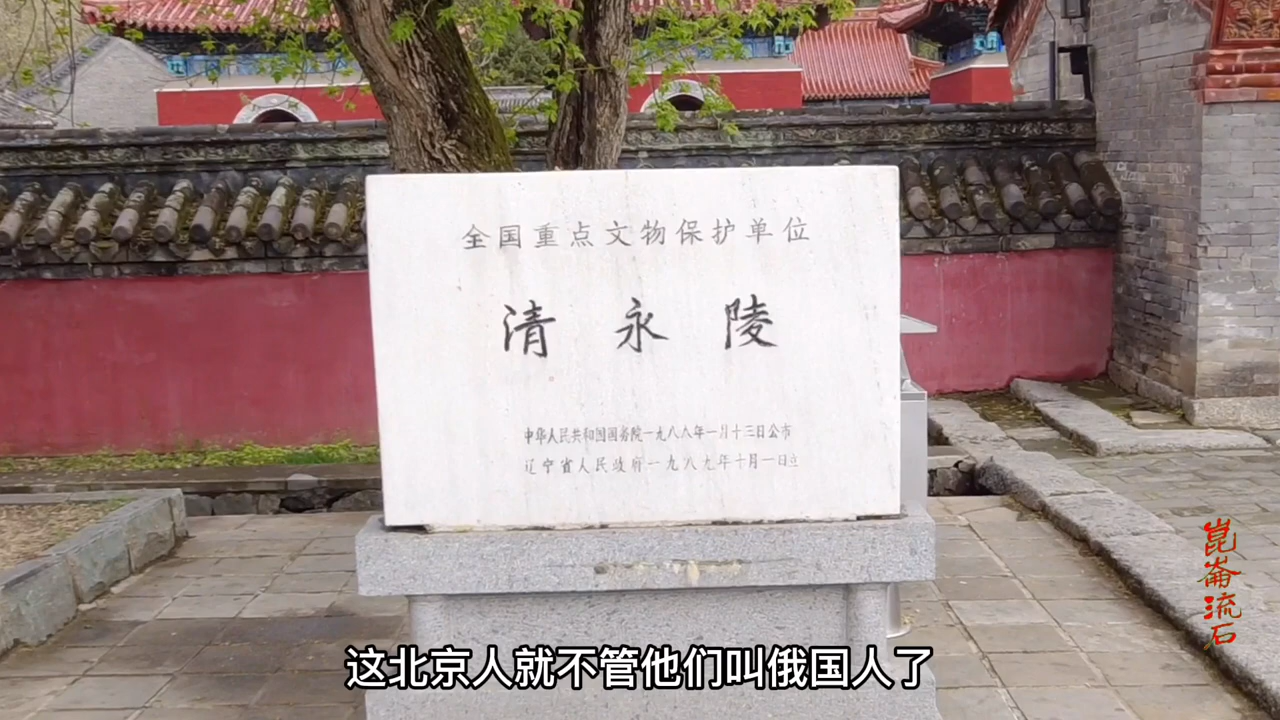 全国重点文物保护单位
清永陵
中华人民共和国国务院一九八八年一月十三日公布
辽宁省人民政府一九八九年十月一日立
崑崙流石
这北京人就不管他们叫俄国人了